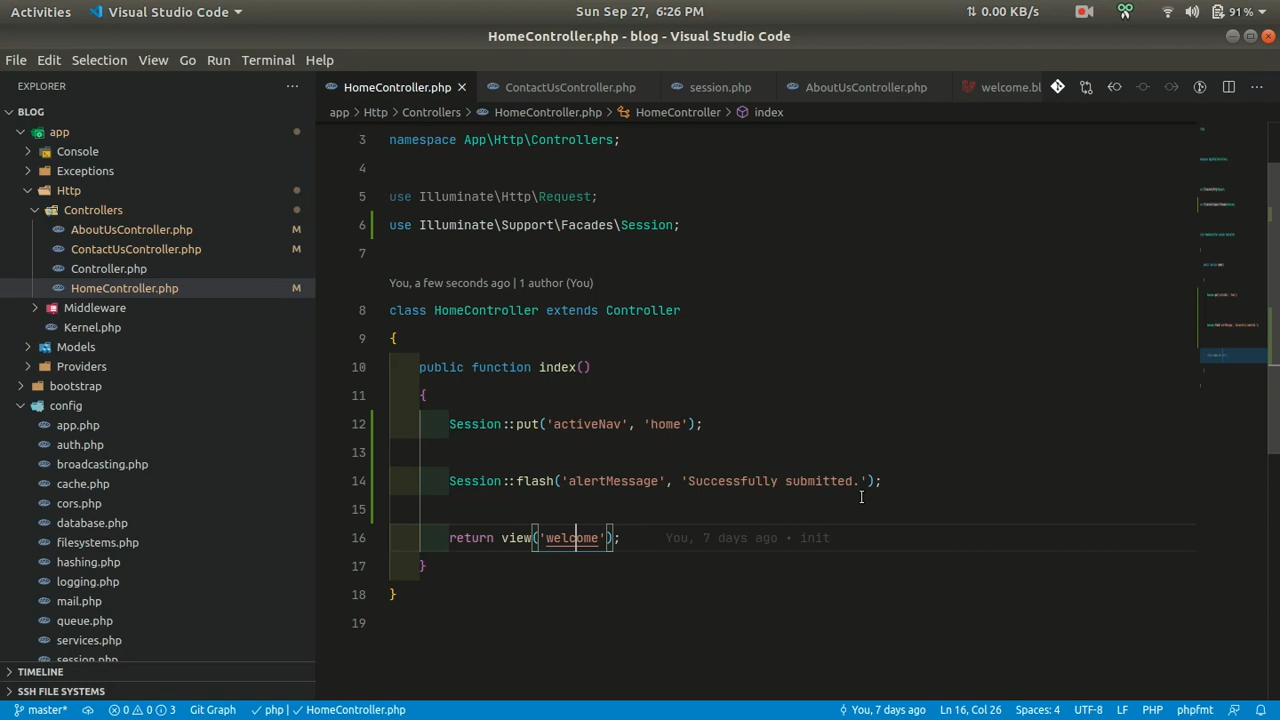 Activities Visual Studio Code Sun Sep 27, 6:26 PM 0.00 KB/s 91 %
HomeController.php - blog - Visual Studio Code
File Edit Selection View Go Run Terminal Help
EXPLORER
HomeController.php ContactUsController.php session.php AboutUsController.php welcome.bl
BLOG
app > Http > Controllers > HomeController.php > HomeController > index
app
Console
Exceptions
Http
Controllers
AboutUsController.php M
ContactUsController.php M
Controller.php
HomeController.php M
Middleware
Kernel.php
Models
Providers
bootstrap
config
app.php
auth.php
broadcasting.php
cache.php
cors.php
database.php
filesystems.php
hashing.php
logging.php
mail.php
queue.php
services.php
session.php
TIMELINE
SSH FILE SYSTEMS
3 namespace App\Http\Controllers;
4
5 use Illuminate\Http\Request;
6 use Illuminate\Support\Facades\Session;
7
You, a few seconds ago | 1 author (You)
8 class HomeController extends Controller
9 {
10 public function index()
11 {
12 Session::put('activeNav', 'home');
13
14 Session::flash('alertMessage', 'Successfully submitted.');
15
16 return view('welcome'); You, 7 days ago • init
17 }
18 }
19
master* 0 0 3 Git Graph php | HomeController.php You, 7 days ago Ln 16, Col 26 Spaces: 4 UTF-8 LF PHP phpfmt